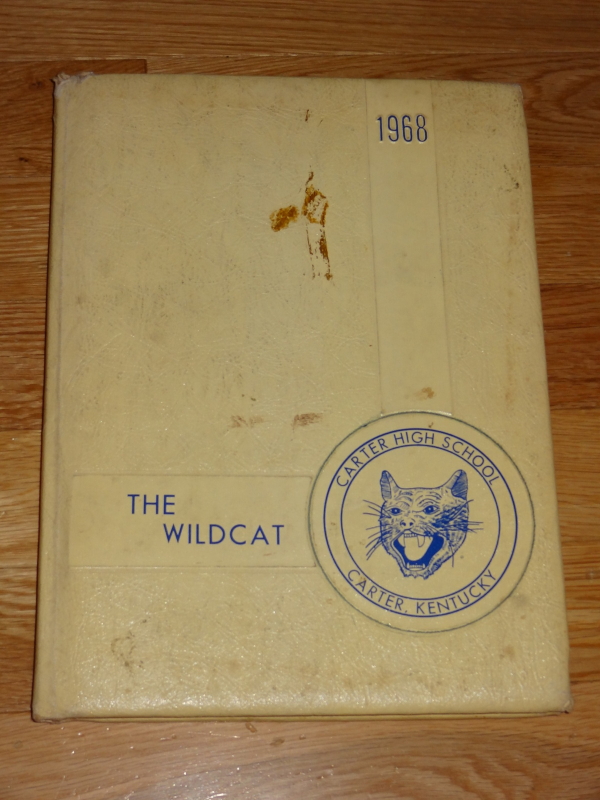 1968
THE
WILDCAT
CARTER HIGH SCHOOL
CARTER, KENTUCKY